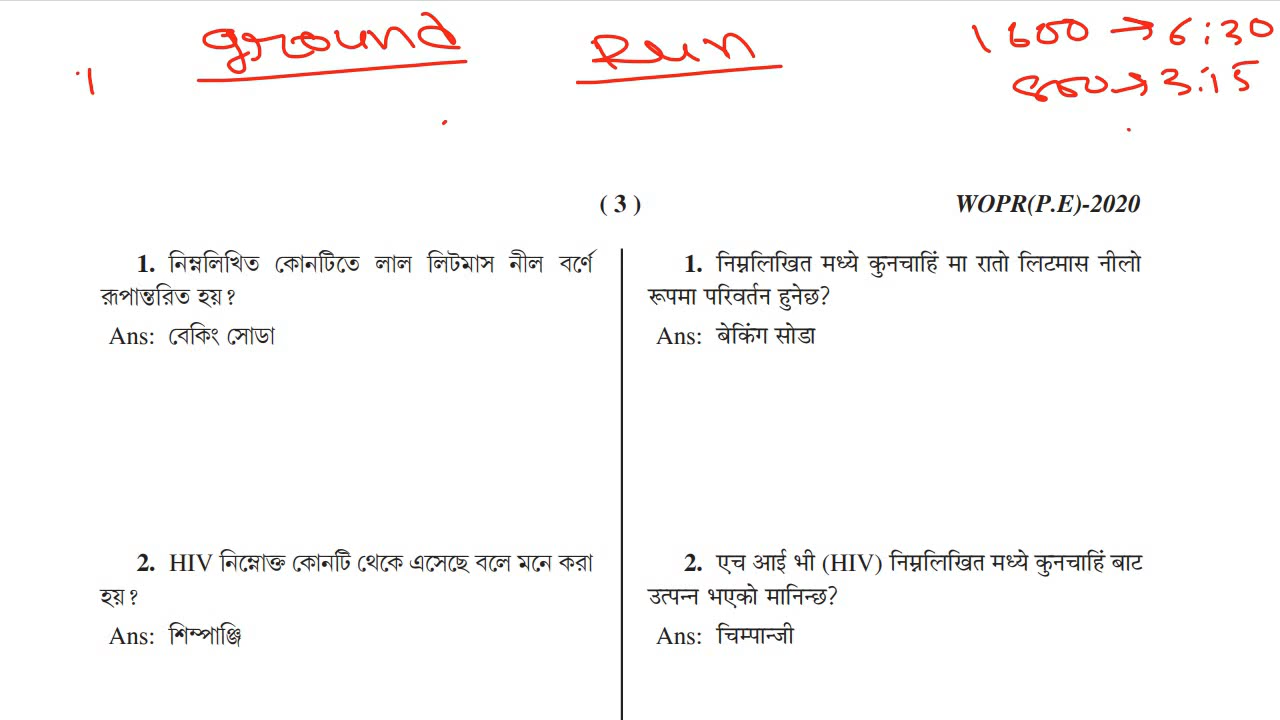 ground Run 1600 → 6:30
800 → 3:15
( 3 ) WOPR(P.E)-2020
1. নিম্নলিখিত কোনটিতে লাল লিটমাস নীল বর্ণে
রূপান্তরিত হয়?
Ans: বেকিং সোডা
2. HIV নিম্নোক্ত কোনটি থেকে এসেছে বলে মনে করা
হয়?
Ans: শিম্পাঞ্জি
1. निम्नलिखित मध्ये कुनचाहिं मा रातो लिटमास नीलो
रूपमा परिवर्तन हुनेछ?
Ans: बेकिंग सोडा
2. एच आई भी (HIV) निम्नलिखित मध्ये कुनचाहिं बाट
उत्पन्न भएको मानिन्छ?
Ans: चिम्पान्जी